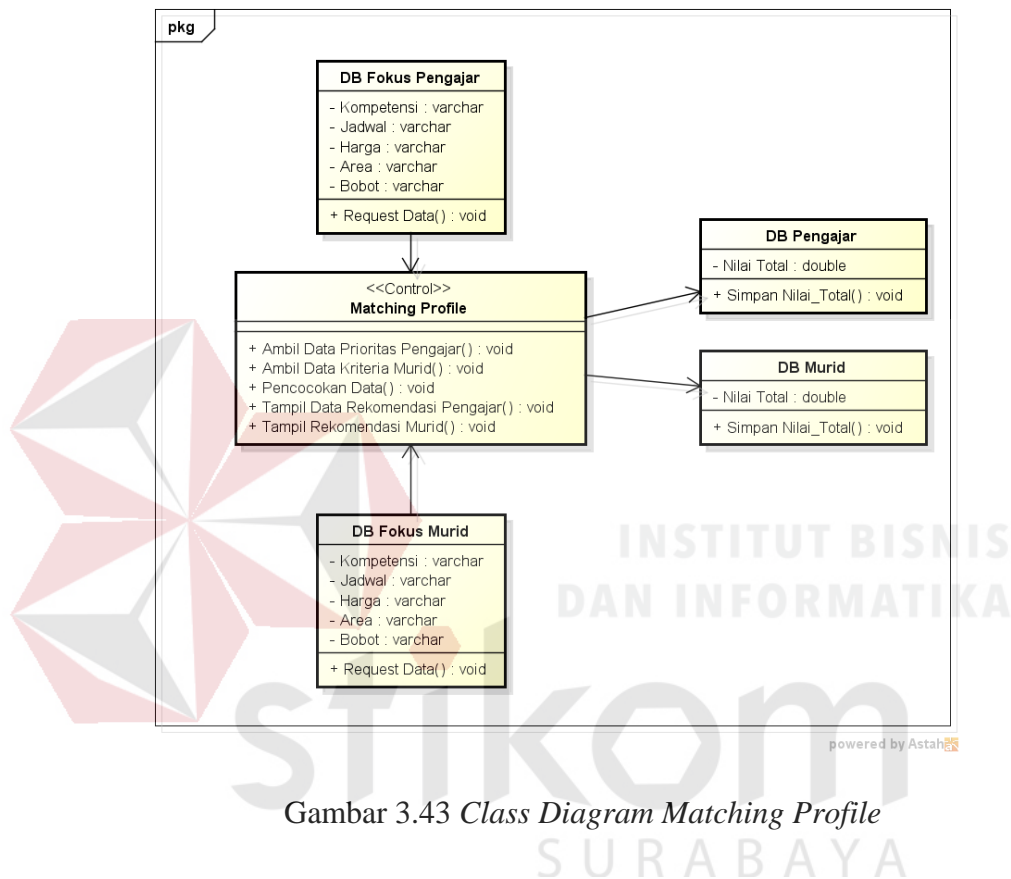 pkg
DB Fokus Pengajar
- Kompetensi : varchar
- Jadwal : varchar
- Harga : varchar
- Area : varchar
- Bobot : varchar
+ Request Data() : void
<<Control>>
Matching Profile
+ Ambil Data Prioritas Pengajar() : void
+ Ambil Data Kriteria Murid() : void
+ Pencocokan Data() : void
+ Tampil Data Rekomendasi Pengajar() : void
+ Tampil Rekomendasi Murid() : void
DB Pengajar
- Nilai Total : double
+ Simpan Nilai_Total() : void
DB Murid
- Nilai Total : double
+ Simpan Nilai_Total() : void
DB Fokus Murid
- Kompetensi : varchar
- Jadwal : varchar
- Harga : varchar
- Area : varchar
- Bobot : varchar
+ Request Data() : void
INSTITUT BISNIS
DAN INFORMATIKA
stikom
SURABAYA
powered by Astah
Gambar 3.43 Class Diagram Matching Profile